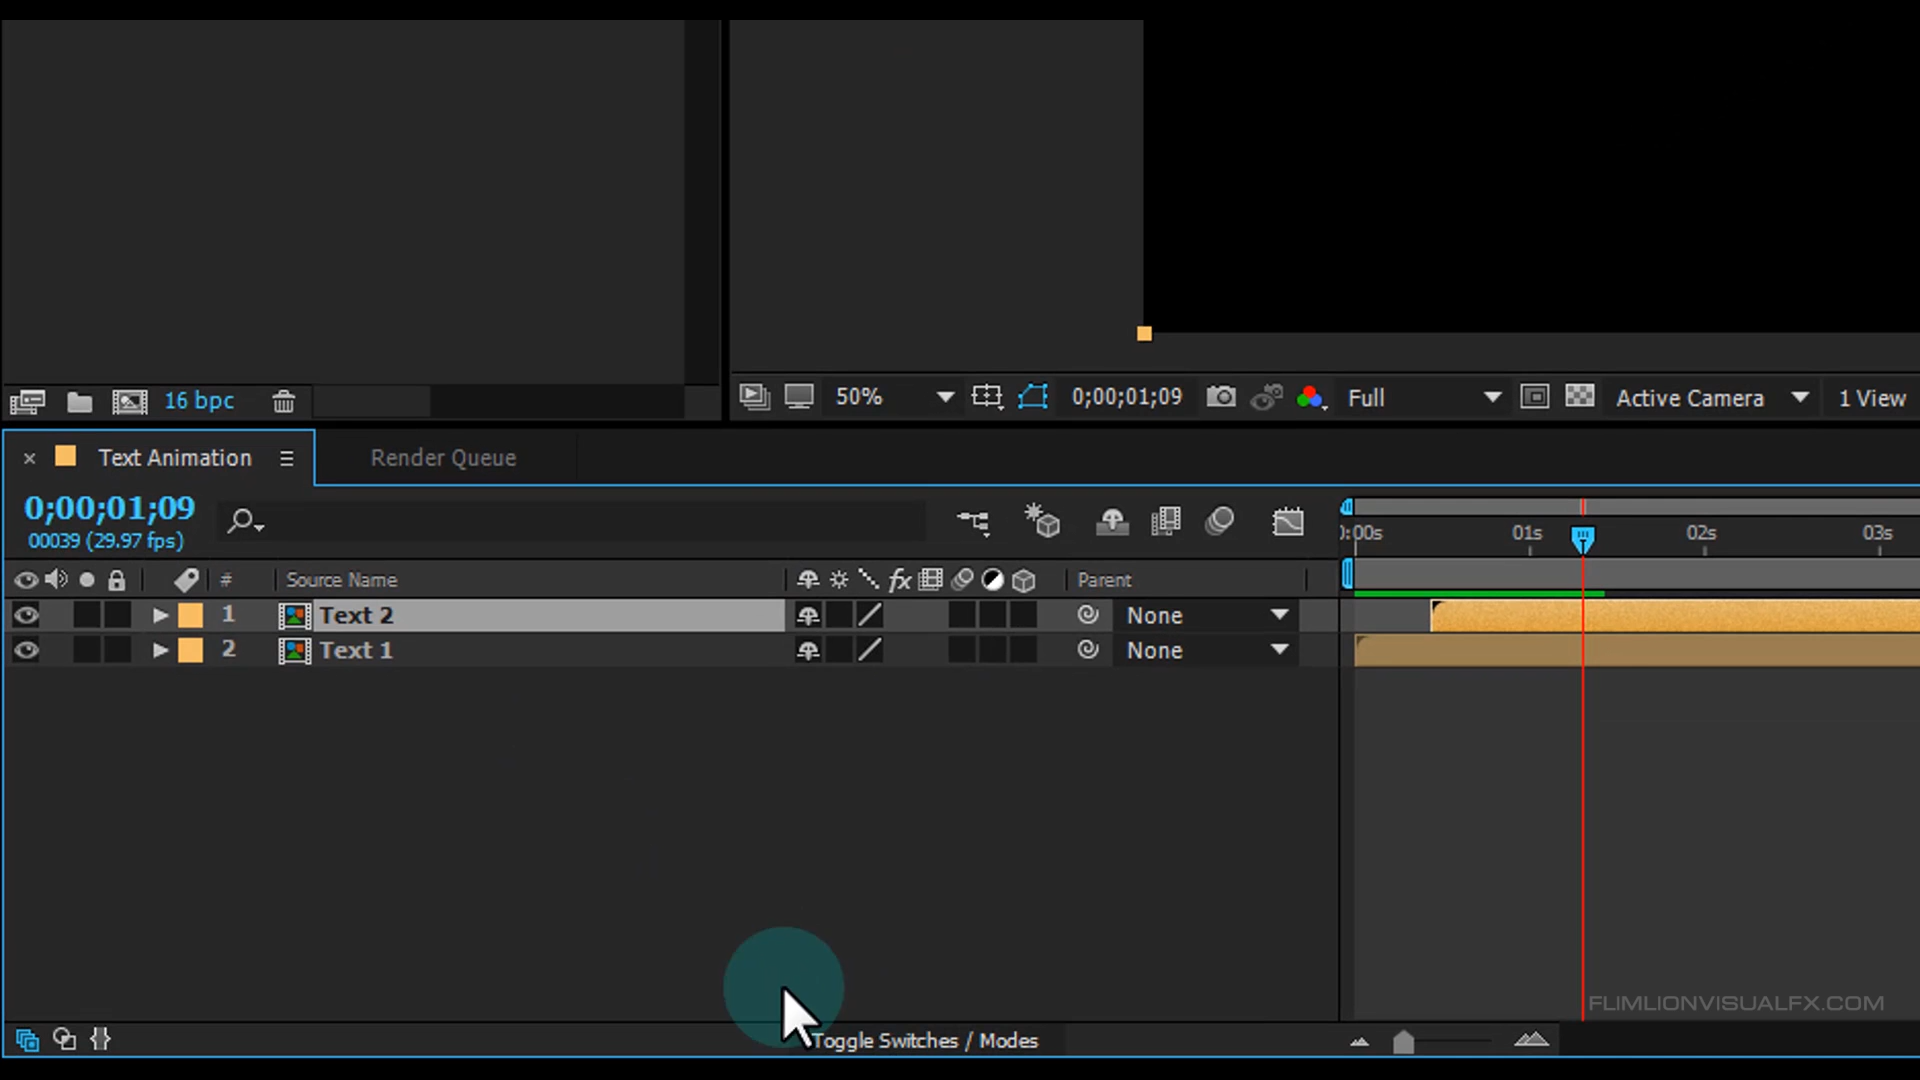 16 bpc
50%
0;00;01;09
Full
Active Camera
1 View
Text Animation
Render Queue
0;00;01;09
00039 (29.97 fps)
0:00s
01s
02s
03s
#
Source Name
fx
Parent
1
Text 2
None
2
Text 1
None
FLIMLIONVISUALFX.COM
Toggle Switches / Modes